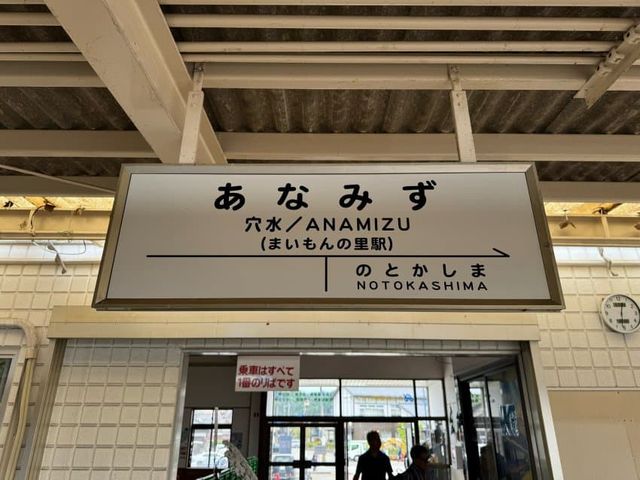 あなみず
穴水/ANAMIZU
(まいもんの里駅)
のとかしま
NOTOKASHIMA
乗車はすべて
1番のりばです